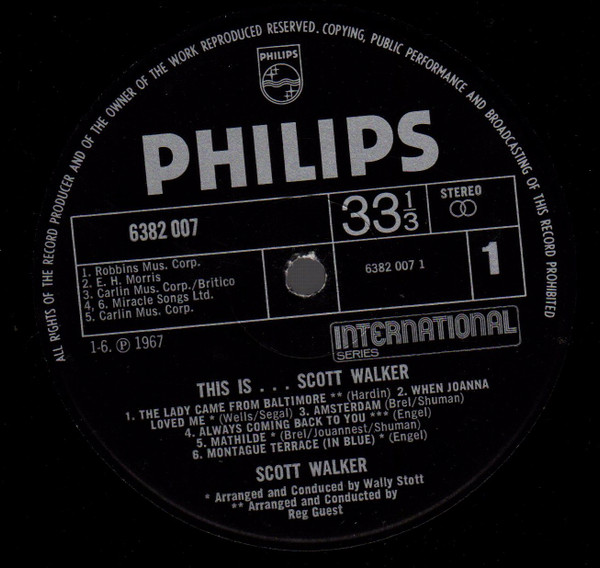 ALL RIGHTS OF THE RECORD PRODUCER AND OF THE OWNER OF THE WORK REPRODUCED RESERVED. COPYING, PUBLIC PERFORMANCE AND BROADCASTING OF THIS RECORD PROHIBITED
PHILIPS
PHILIPS
6382 007
33 1/3
STEREO
1. Robbins Mus. Corp.
2. E. H. Morris
3. Carlin Mus. Corp./Britico
4, 6. Miracle Songs Ltd.
5. Carlin Mus. Corp.
6382 007 1
1
1-6. Ⓟ 1967
INTERNATIONAL
SERIES
THIS IS . . . SCOTT WALKER
1. THE LADY CAME FROM BALTIMORE ** (Hardin) 2. WHEN JOANNA
LOVED ME * (Wells/Segal) 3. AMSTERDAM (Brel/Shuman)
4. ALWAYS COMING BACK TO YOU *** (Engel)
5. MATHILDE * (Brel/Jouannest/Shuman)
6. MONTAGUE TERRACE (IN BLUE) * (Engel)
SCOTT WALKER
* Arranged and Conduced by Wally Stott
** Arranged and Conducted by
Reg Guest